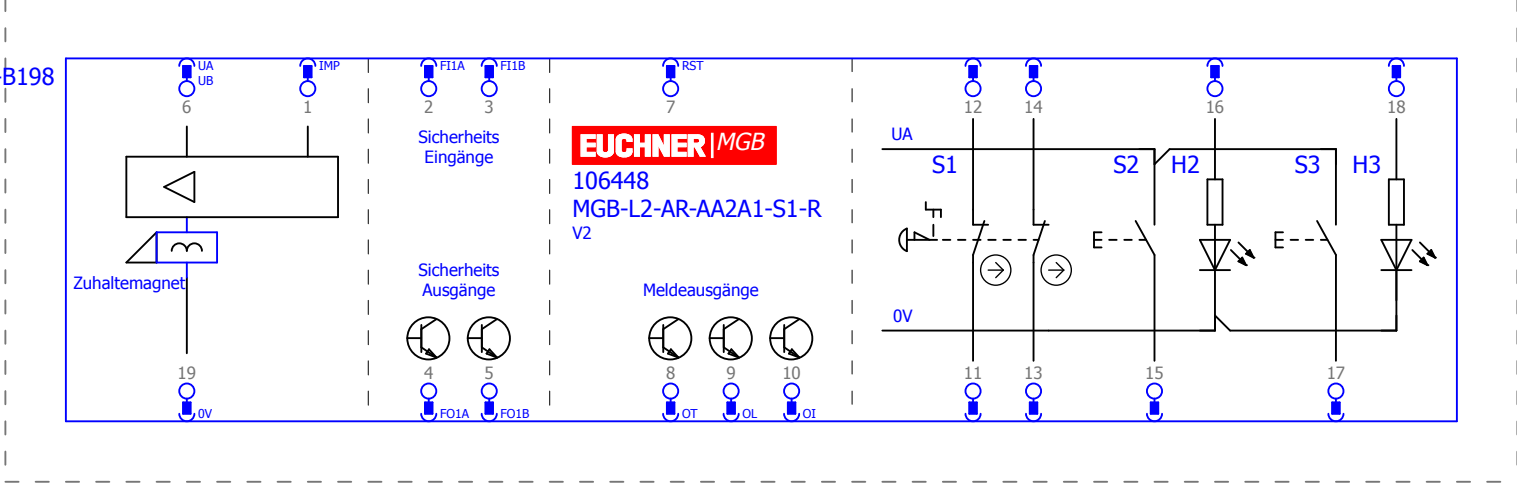 -B198
UA
UB
IMP
FI1A
FI1B
RST
6
1
2
3
7
12
14
16
18
Sicherheits
Eingänge
EUCHNER|MGB
106448
MGB-L2-AR-AA2A1-S1-R
V2
UA
S1
S2
H2
S3
H3
Zuhaltemagnet
Sicherheits
Ausgänge
Meldeausgänge
0V
19
4
5
8
9
10
11
13
15
17
0V
FO1A
FO1B
OT
OL
OI